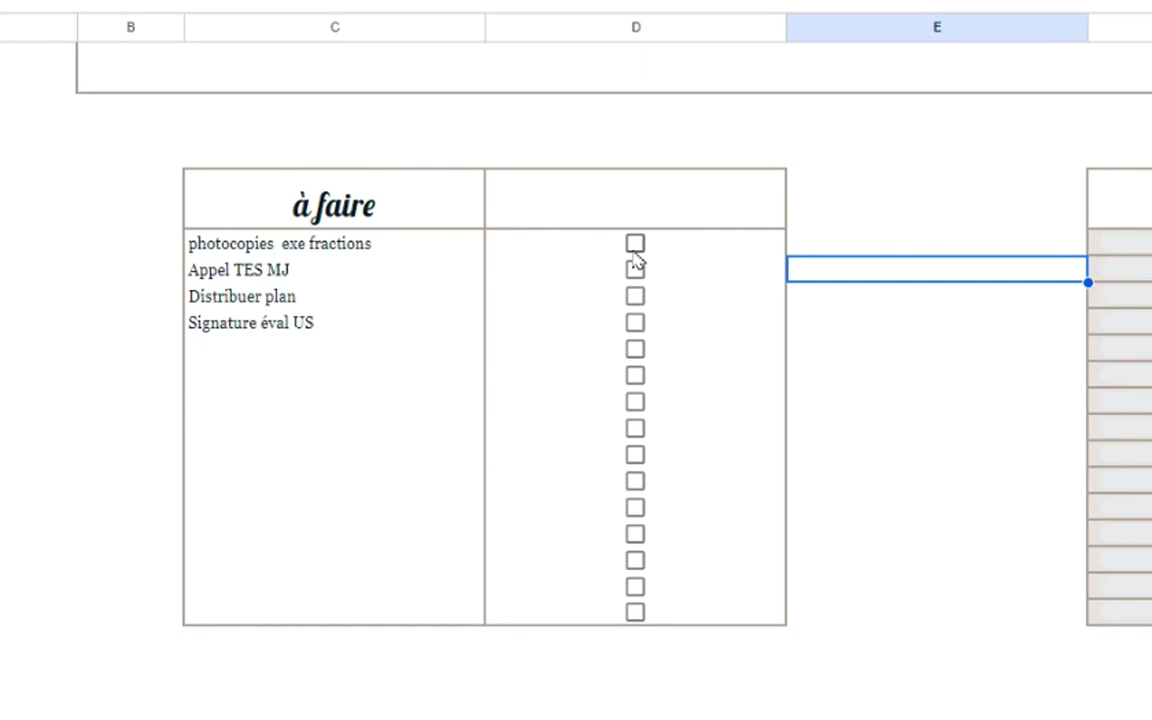 B C D E
à faire
photocopies  exe fractions
Appel TES MJ
Distribuer plan
Signature éval US